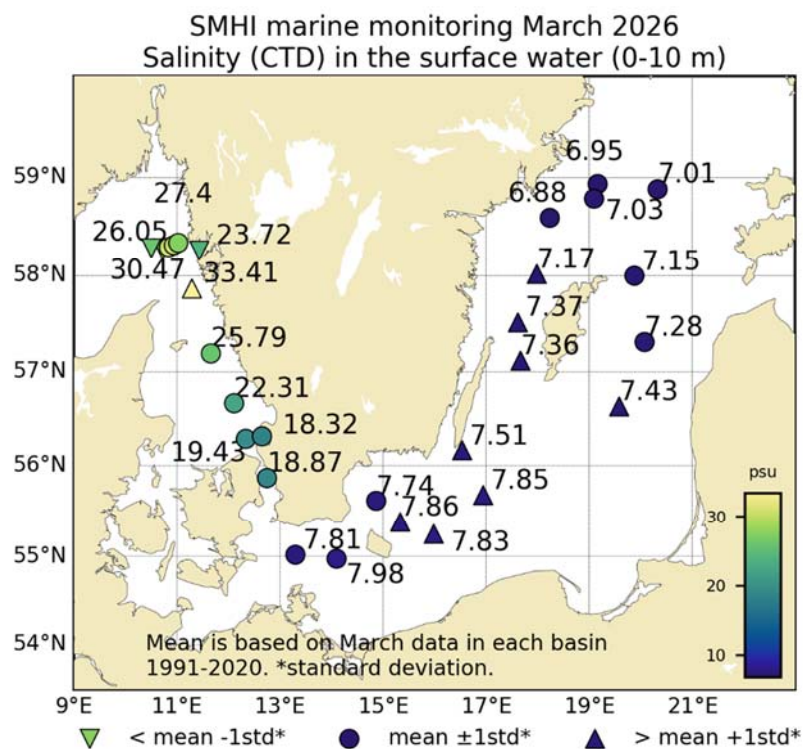 SMHI marine monitoring March 2026
Salinity (CTD) in the surface water (0-10 m)
59°N
58°N
57°N
56°N
55°N
54°N
6.95
7.01
27.4
6.88
7.03
26.05
23.72
7.17
7.15
30.47
33.41
7.37
7.28
25.79
7.36
22.31
7.43
18.32
7.51
19.43
18.87
7.74
7.85
7.86
7.81
7.83
7.98
psu
30
20
10
Mean is based on March data in each basin
1991-2020. *standard deviation.
9°E 11°E 13°E 15°E 17°E 19°E 21°E
< mean -1std* mean ±1std* > mean +1std*